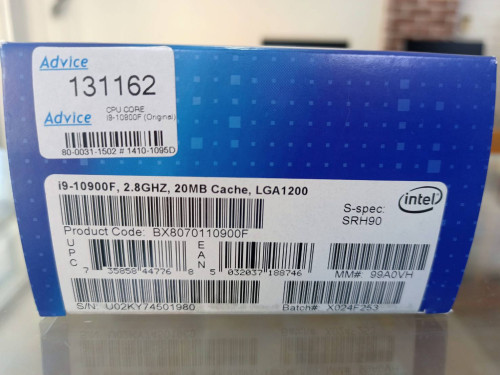 Advice
131162
CPU CORE
Advice i9-10900F (Original)
80-0031-1502 # 1410-1095D
i9-10900F, 2.8GHZ, 20MB Cache, LGA1200
intel
S-spec:
SRH90
Product Code: BX8070110900F
UPC 7 35858 44776 8
EAN 5 032037 188746
MM# 99A0VH
S/N: U02KY74501980
Batch# X024F253